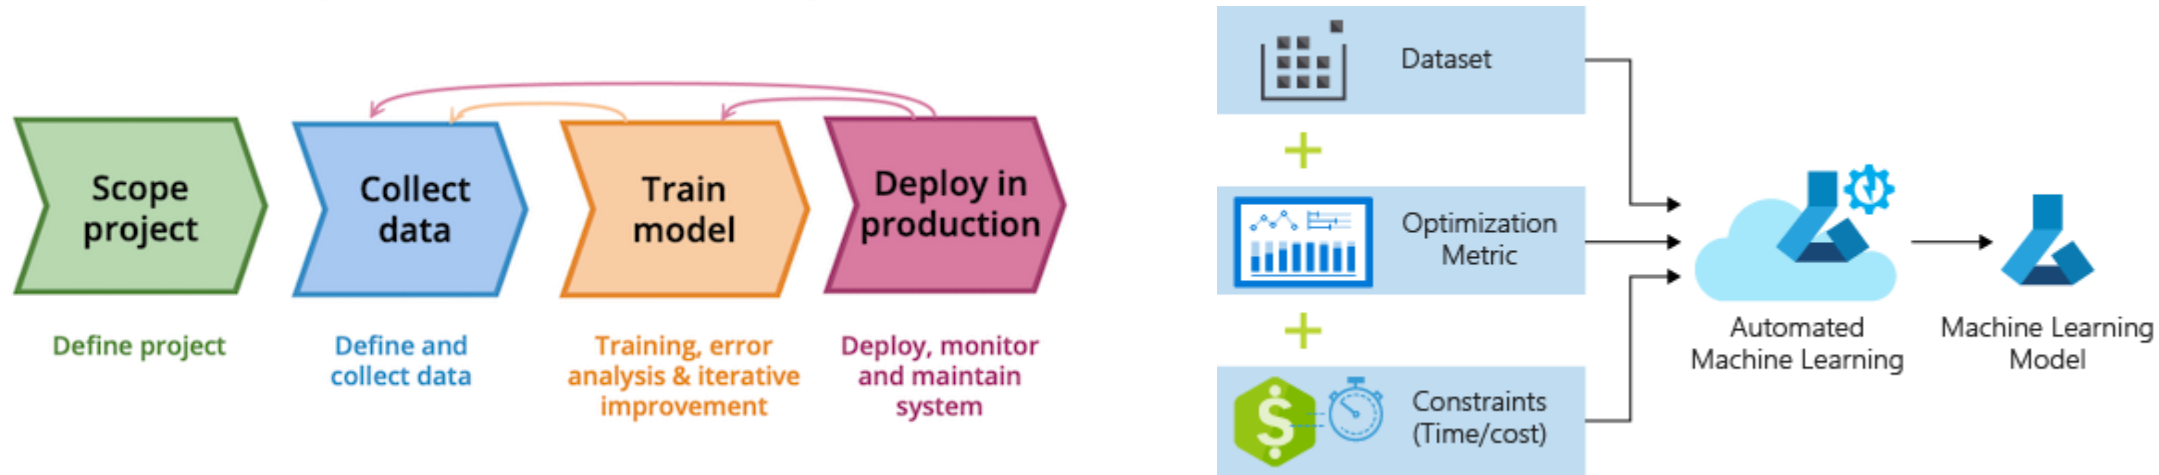 Scope
project
Define project
Collect
data
Define and
collect data
Train
model
Training, error
analysis & iterative
improvement
Deploy in
production
Deploy, monitor
and maintain
system
Dataset
+
Optimization
Metric
+
$
Constraints
(Time/cost)
Automated
Machine Learning
Machine Learning
Model